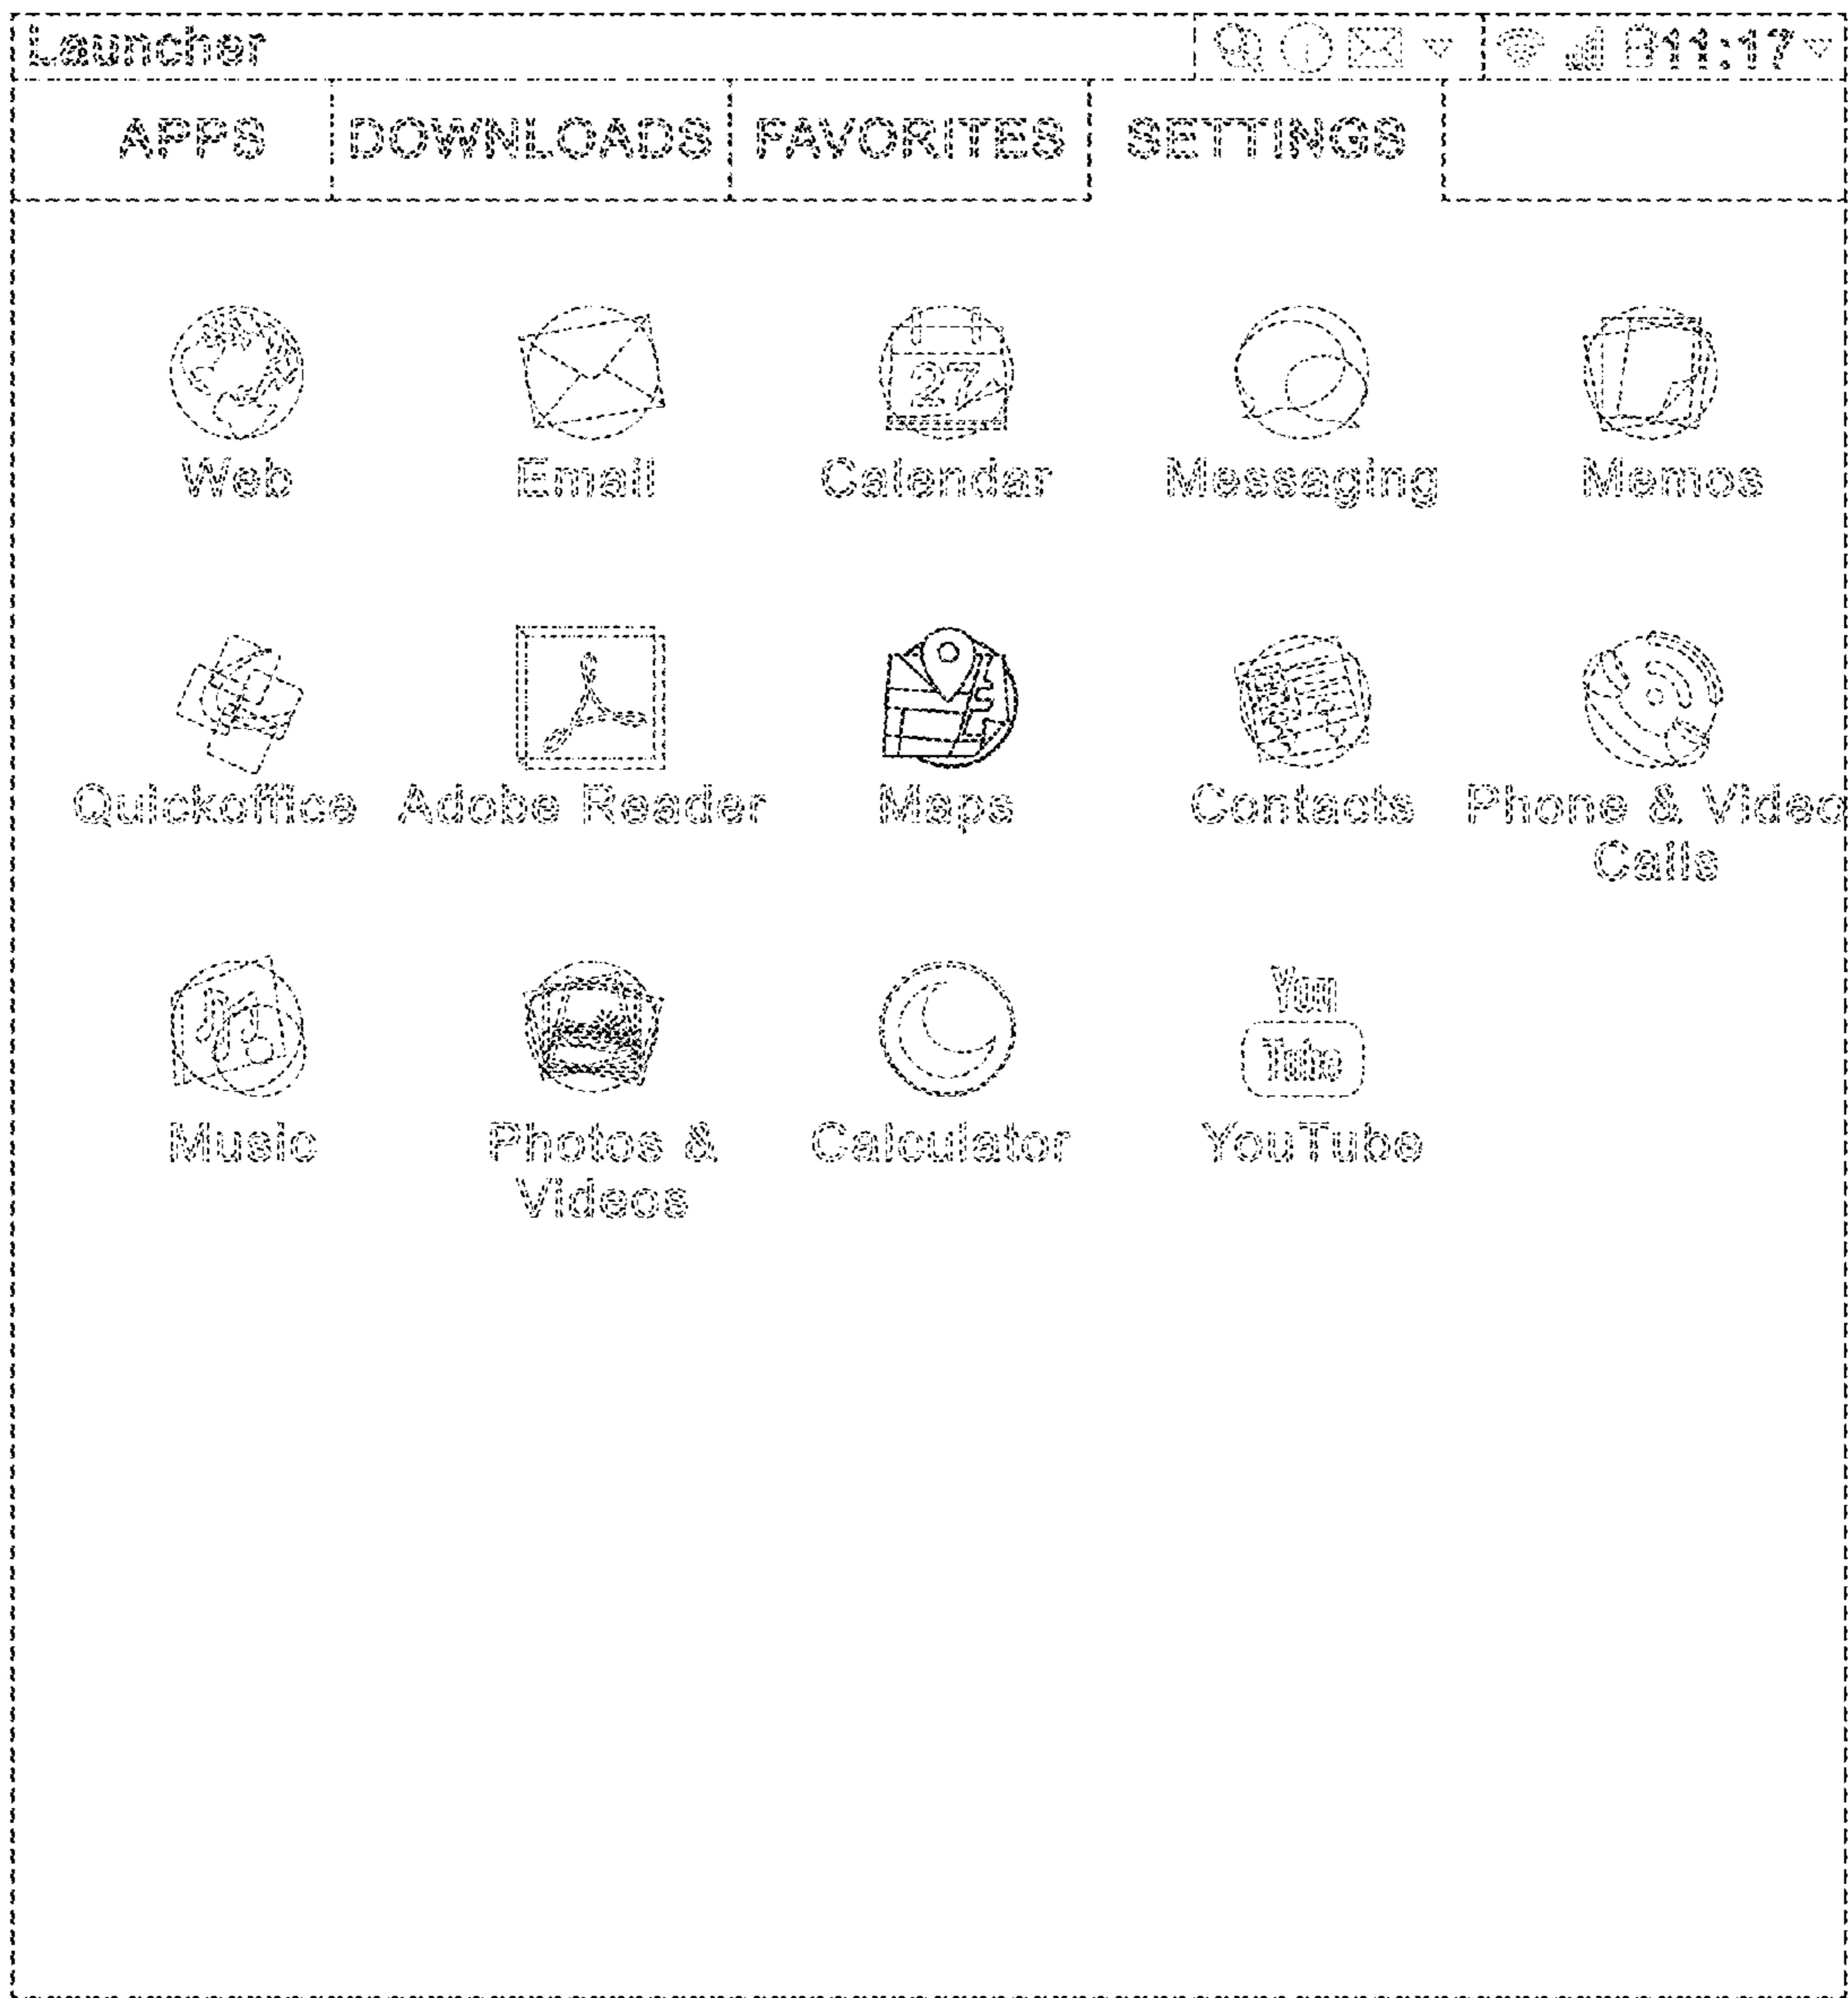 Launcher
11:17
APPS DOWNLOADS FAVORITES SETTINGS
27
Web Email Calendar Messaging Memos
Quickoffice Adobe Reader Maps Contacts Phone & Video
Calls
You
Tube
Music Photos & Calculator YouTube
Videos